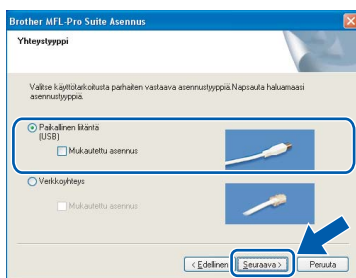 Brother MFL-Pro Suite Asennus
Yhteystyyppi
Valitse käyttötarkoitusta parhaiten vastaava asennustyyppiä.Napsauta haluamaasi
asennustyyppiä.
Paikallinen liitäntä
(USB)
Mukautettu asennus
Verkkoyhteys
Mukautettu asennus
< Edellinen
Seuraava >
Peruuta